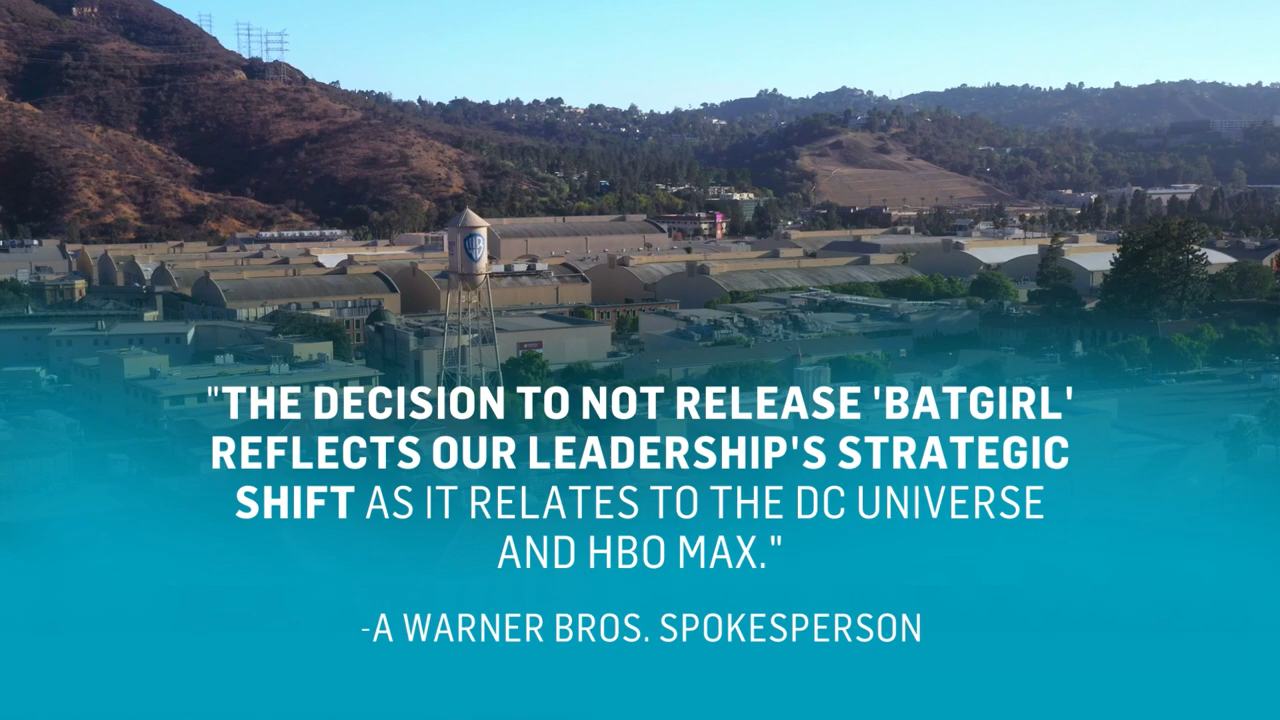 "THE DECISION TO NOT RELEASE 'BATGIRL'
REFLECTS OUR LEADERSHIP'S STRATEGIC
SHIFT AS IT RELATES TO THE DC UNIVERSE
AND HBO MAX."
-A WARNER BROS. SPOKESPERSON